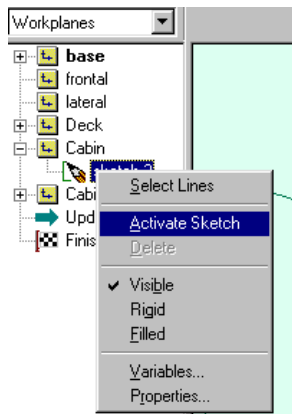 Workplanes
base
frontal
lateral
Deck
Cabin
Select Lines
Cabi
Activate Sketch
Upd
Delete
Finis
Visible
Rigid
Filled
Variables...
Properties...